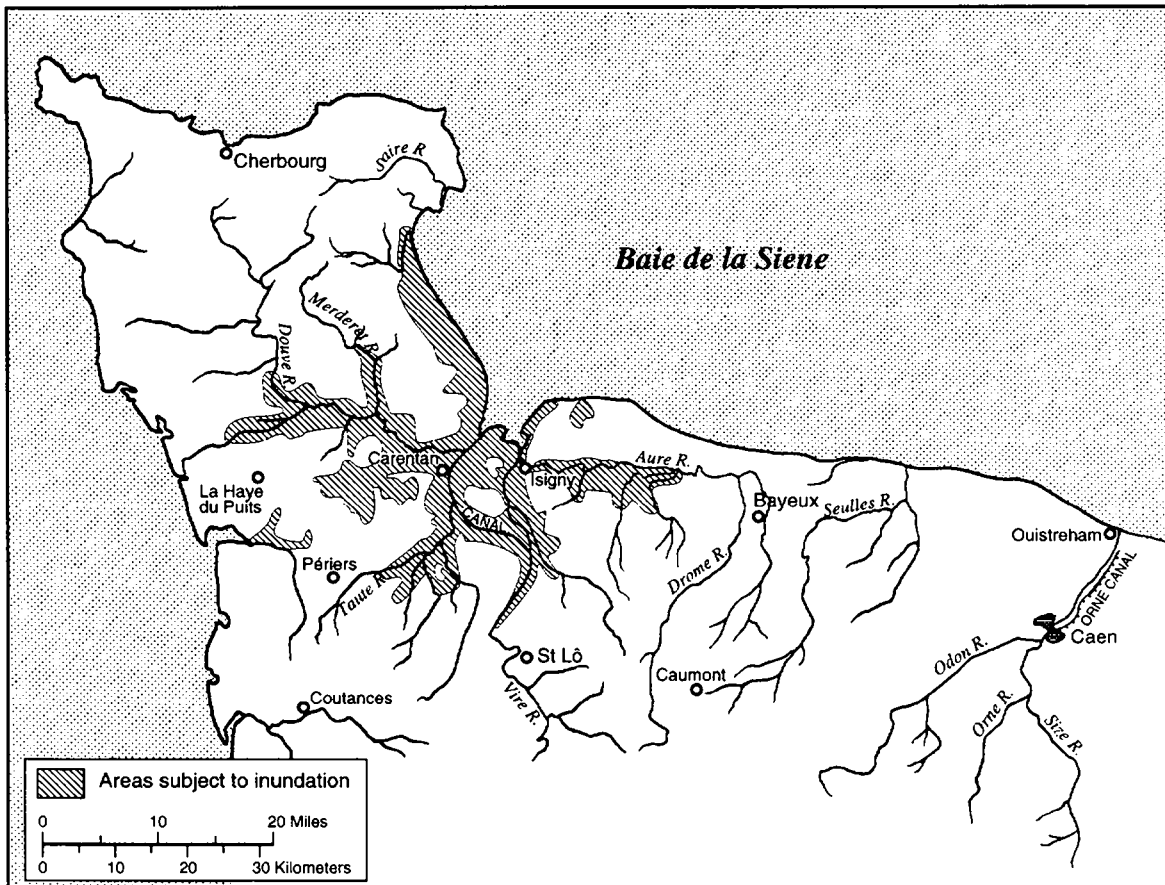 Cherbourg
Saire R
Baie de la Siene
Merderet R.
Douve R.
Carentan
Isigny
Aure R.
La Haye
du Puits
Bayeux
Seulles R.
CANAL
Ouistreham
Périers
Taute R.
Drome R.
ORNE CANAL
Caen
St Lô
Odon R.
Caumont
Vire R.
Coutances
Orne R.
Size R.
Areas subject to inundation
0 10 20 Miles
0 10 20 30 Kilometers